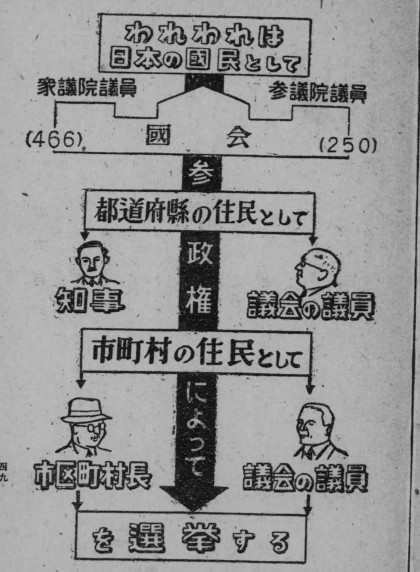 われわれは
日本の國民として
衆議院議員
参議院議員
(466)
國会
(250)
参政権によって
都道府縣の住民として
知事
議会の議員
市町村の住民として
市区町村長
議会の議員
を選挙する
四九